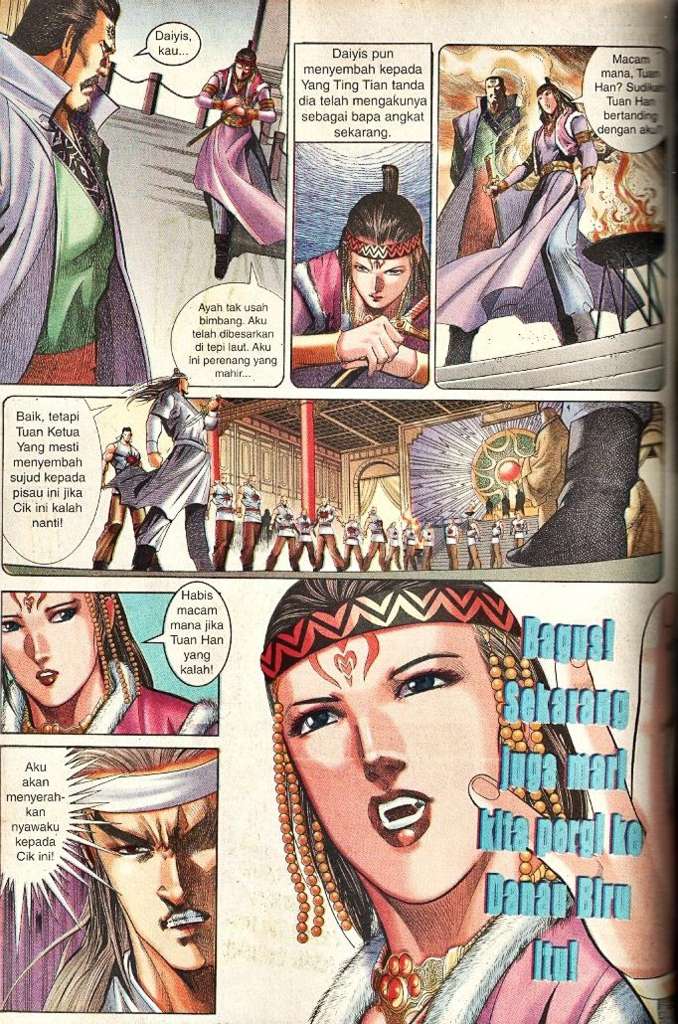 Daiyis,
kau...
Ayah tak usah
bimbang. Aku
telah dibesarkan
di tepi laut. Aku
ini perenang yang
mahir...
Daiyis pun
menyembah kepada
Yang Ting Tian tanda
dia telah mengakunya
sebagai bapa angkat
sekarang.
Macam
mana, Tuan
Han? Sudikah
Tuan Han
bertanding
dengan aku?
Baik, tetapi
Tuan Ketua
Yang mesti
menyembah
sujud kepada
pisau ini jika
Cik ini kalah
nanti!
Habis
macam
mana jika
Tuan Han
yang
kalah!
Aku
akan
menyerah-
kan
nyawaku
kepada
Cik ini!
Bagus!
Sekarang
juga mari
kita pergi ke
Danau Biru
itu!